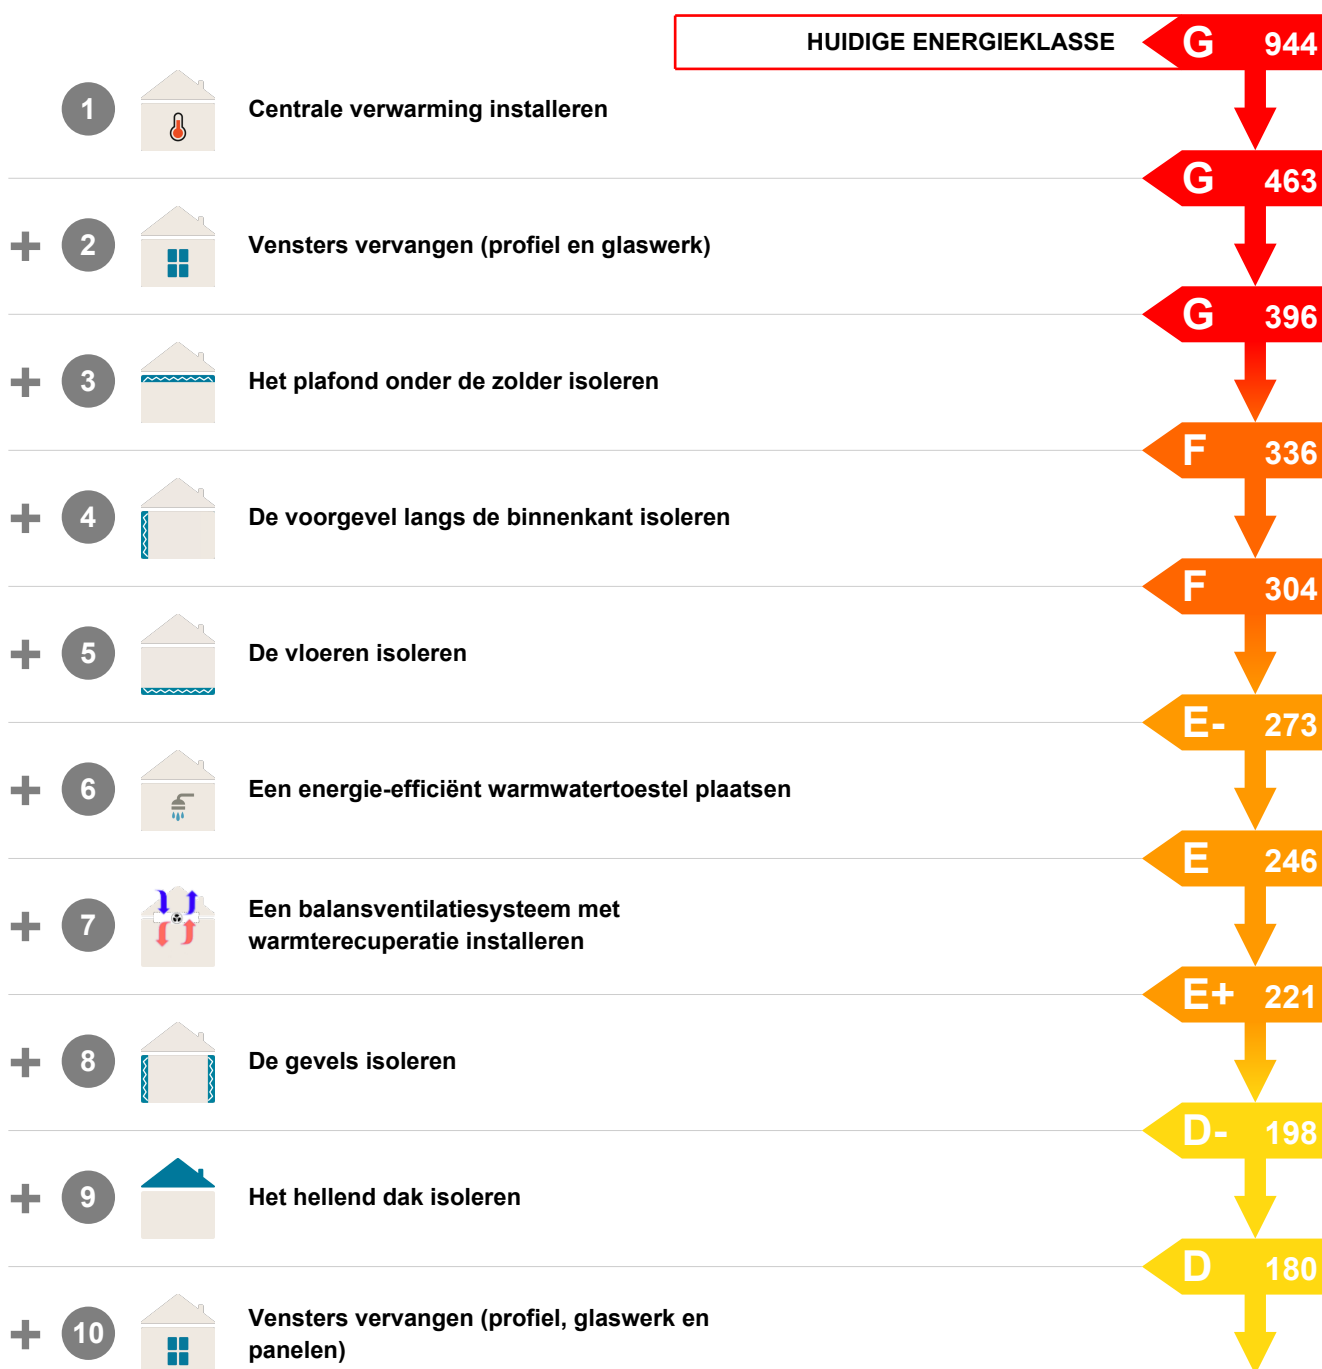 HUIDIGE ENERGIEKLASSE G 944
1 Centrale verwarming installeren
G 463
+ 2 Vensters vervangen (profiel en glaswerk)
G 396
+ 3 Het plafond onder de zolder isoleren
F 336
+ 4 De voorgevel langs de binnenkant isoleren
F 304
+ 5 De vloeren isoleren
E- 273
+ 6 Een energie-efficiënt warmwatertoestel plaatsen
E 246
+ 7 Een balansventilatiesysteem met
warmterecuperatie installeren
E+ 221
+ 8 De gevels isoleren
D- 198
+ 9 Het hellend dak isoleren
D 180
+ 10 Vensters vervangen (profiel, glaswerk en
panelen)